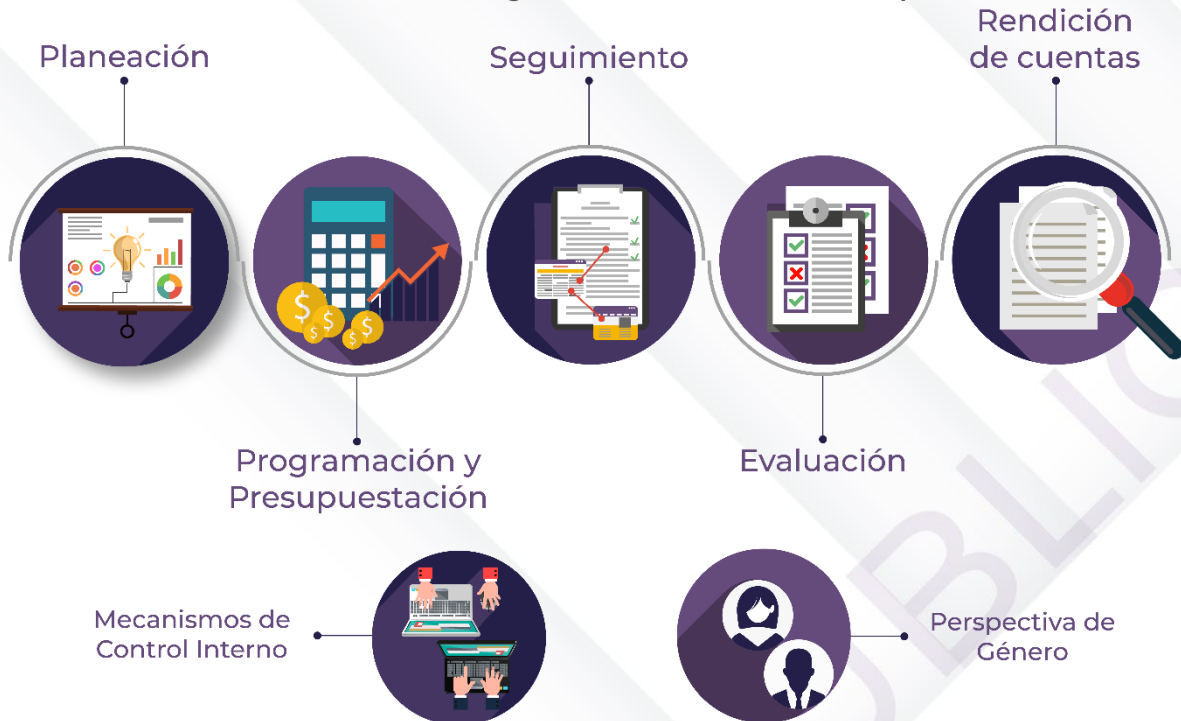 Planeación
Seguimiento
Rendición
de cuentas
Programación y
Presupuestación
Evaluación
Mecanismos de
Control Interno
Perspectiva de
Género